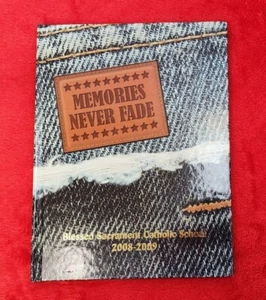 MEMORIES
NEVER FADE
Blessed Sacrament Catholic School
2008-2009